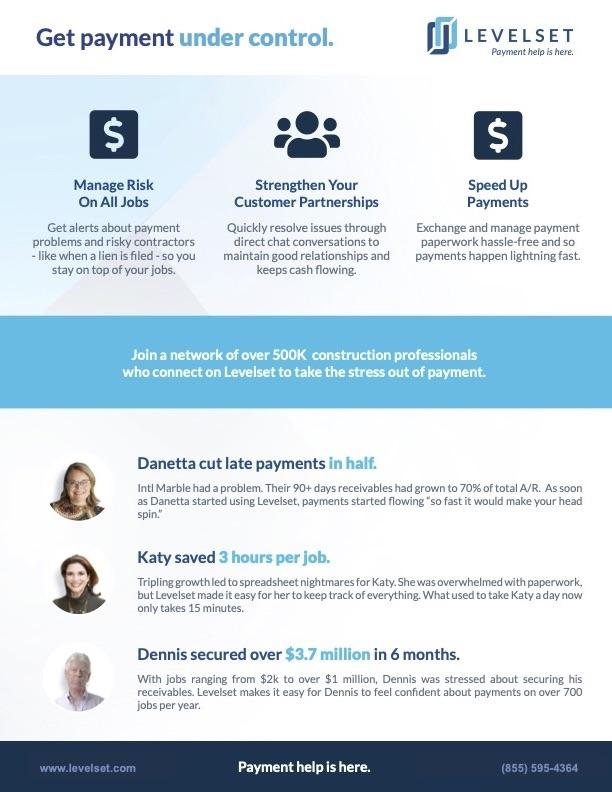 Get payment under control.
LEVELSET
Payment help is here.
Manage Risk
On All Jobs
Get alerts about payment
problems and risky contractors
- like when a lien is filed - so you
stay on top of your jobs.
Strengthen Your
Customer Partnerships
Quickly resolve issues through
direct chat conversations to
maintain good relationships and
keeps cash flowing.
Speed Up
Payments
Exchange and manage payment
paperwork hassle-free and so
payments happen lightning fast.
Join a network of over 500K construction professionals
who connect on Levelset to take the stress out of payment.
Danetta cut late payments in half.
Intl Marble had a problem. Their 90+ days receivables had grown to 70% of total A/R. As soon
as Danetta started using Levelset, payments started flowing “so fast it would make your head
spin.”
Katy saved 3 hours per job.
Tripling growth led to spreadsheet nightmares for Katy. She was overwhelmed with paperwork,
but Levelset made it easy for her to keep track of everything. What used to take Katy a day now
only takes 15 minutes.
Dennis secured over $3.7 million in 6 months.
With jobs ranging from $2k to over $1 million, Dennis was stressed about securing his
receivables. Levelset makes it easy for Dennis to feel confident about payments on over 700
jobs per year.
www.levelset.com
Payment help is here.
(855) 595-4364